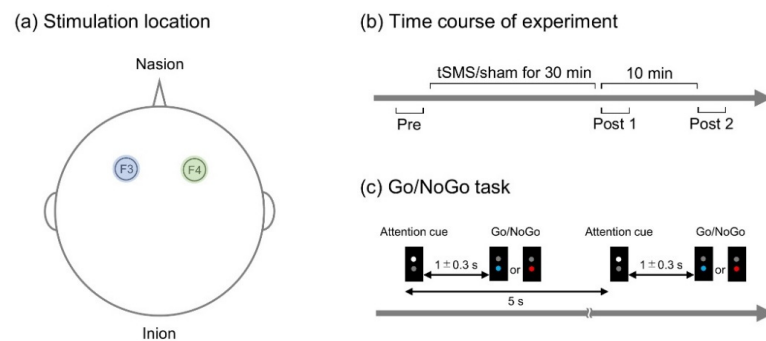 (a) Stimulation location
Nasion
F3
F4
Inion
(b) Time course of experiment
tSMS/sham for 30 min
10 min
Pre
Post 1
Post 2
(c) Go/NoGo task
Attention cue
Go/NoGo
Attention cue
Go/NoGo
1±0.3 s
or
1±0.3 s
or
5 s